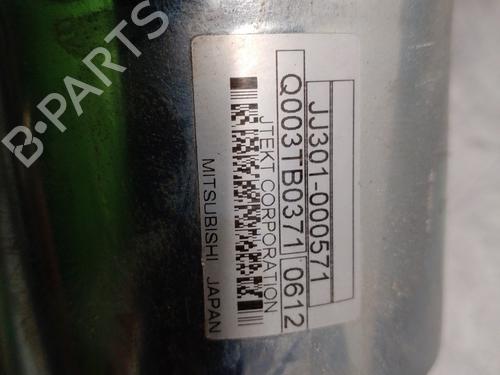 JJ301-000571
Q003TB0371 0612
JTEKT CORPORATION
MITSUBISHI, JAPAN
B-PARTS